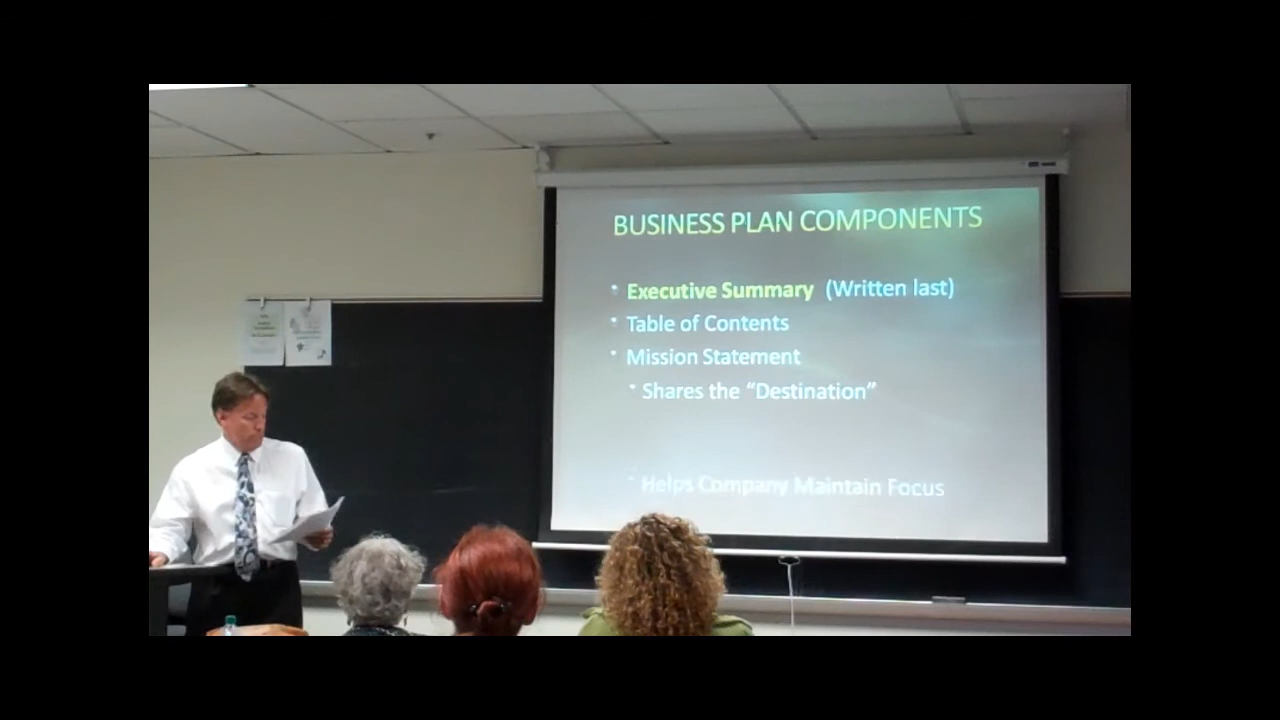 BUSINESS PLAN COMPONENTS
Executive Summary (Written last)
Table of Contents
Mission Statement
Shares the “Destination”
Helps Company Maintain Focus